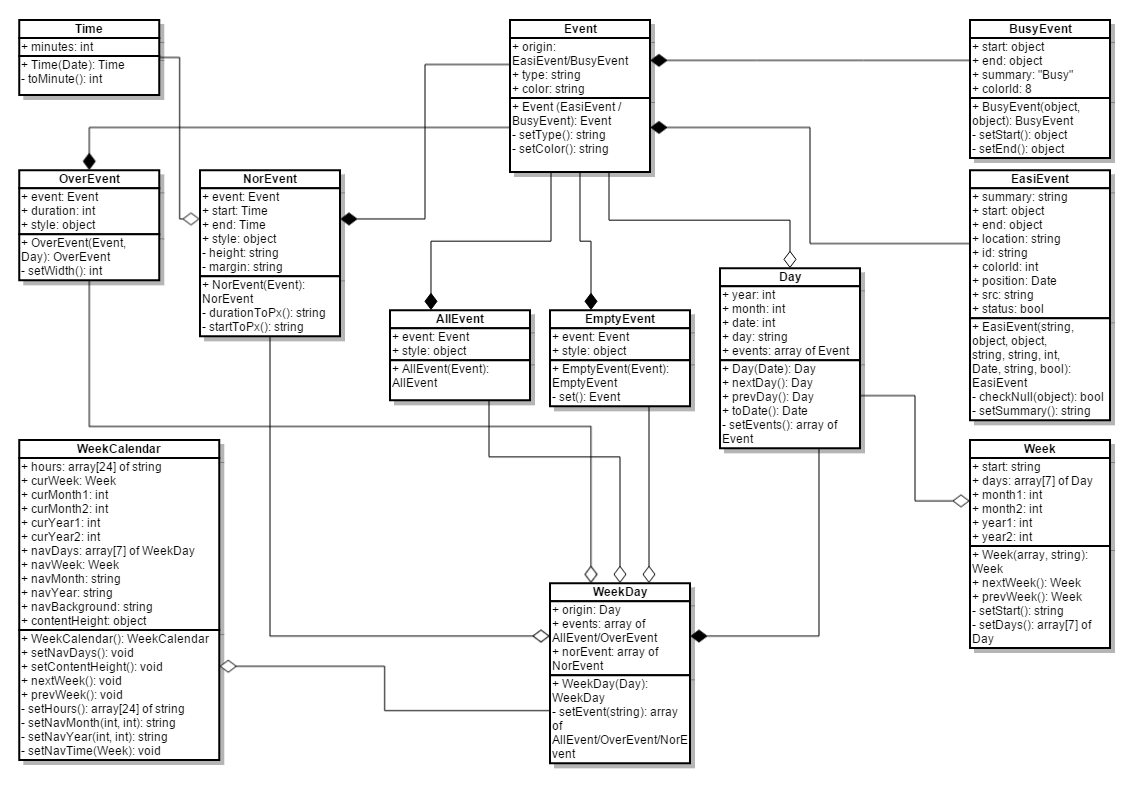 Time
+ minutes: int
+ Time(Date): Time
- toMinute(): int
Event
+ origin:
EasiEvent/BusyEvent
+ type: string
+ color: string
+ Event (EasiEvent /
BusyEvent): Event
- setType(): string
- setColor(): string
BusyEvent
+ start: object
+ end: object
+ summary: "Busy"
+ colorId: 8
+ BusyEvent(object,
object): BusyEvent
- setStart(): object
- setEnd(): object
OverEvent
+ event: Event
+ duration: int
+ style: object
+ OverEvent(Event,
Day): OverEvent
- setWidth(): int
NorEvent
+ event: Event
+ start: Time
+ end: Time
+ style: object
- height: string
- margin: string
+ NorEvent(Event):
NorEvent
- durationToPx(): string
- startToPx(): string
EasiEvent
+ summary: string
+ start: object
+ end: object
+ location: string
+ id: string
+ colorId: int
+ position: Date
+ src: string
+ status: bool
+ EasiEvent(string,
object, object,
string, string, int,
Date, string, bool):
EasiEvent
- checkNull(object): bool
- setSummary(): string
AllEvent
+ event: Event
+ style: object
+ AllEvent(Event):
AllEvent
EmptyEvent
+ event: Event
+ style: object
+ EmptyEvent(Event):
EmptyEvent
- set(): Event
Day
+ year: int
+ month: int
+ date: int
+ day: string
+ events: array of Event
+ Day(Date): Day
+ nextDay(): Day
+ prevDay(): Day
+ toDate(): Date
- setEvents(): array of
Event
WeekCalendar
+ hours: array[24] of string
+ curWeek: Week
+ curMonth1: int
+ curMonth2: int
+ curYear1: int
+ curYear2: int
+ navDays: array[7] of WeekDay
+ navWeek: Week
+ navMonth: string
+ navYear: string
+ navBackground: string
+ contentHeight: object
+ WeekCalendar(): WeekCalendar
+ setNavDays(): void
+ setContentHeight(): void
+ nextWeek(): void
+ prevWeek(): void
- setHours(): array[24] of string
- setNavMonth(int, int): string
- setNavYear(int, int): string
- setNavTime(Week): void
Week
+ start: string
+ days: array[7] of Day
+ month1: int
+ month2: int
+ year1: int
+ year2: int
+ Week(array, string):
Week
+ nextWeek(): Week
+ prevWeek(): Week
- setStart(): string
- setDays(): array[7] of
Day
WeekDay
+ origin: Day
+ events: array of
AllEvent/OverEvent
+ norEvent: array of
NorEvent
+ WeekDay(Day):
WeekDay
- setEvent(string): array
of
AllEvent/OverEvent/NorE
vent